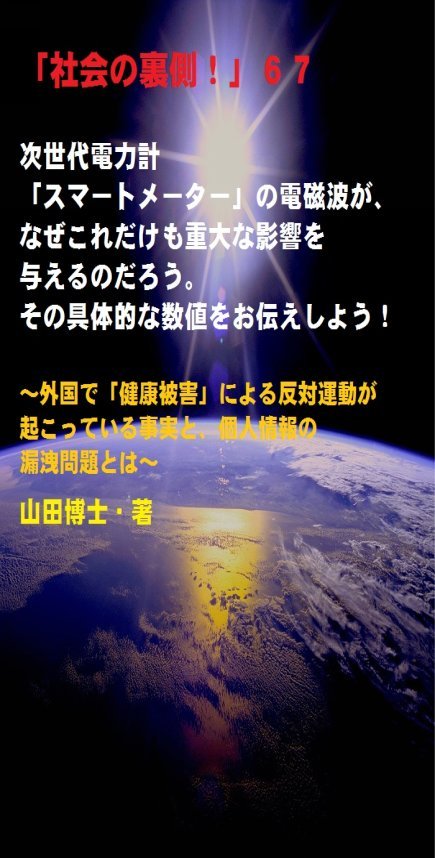 「社会の裏側！」６７
次世代電力計
「スマートメーター」の電磁波が、
なぜこれだけも重大な影響を
与えるのだろう。
その具体的な数値をお伝えしよう！
～外国で「健康被害」による反対運動が
起こっている事実と、個人情報の
漏洩問題とは～
山田博士・著